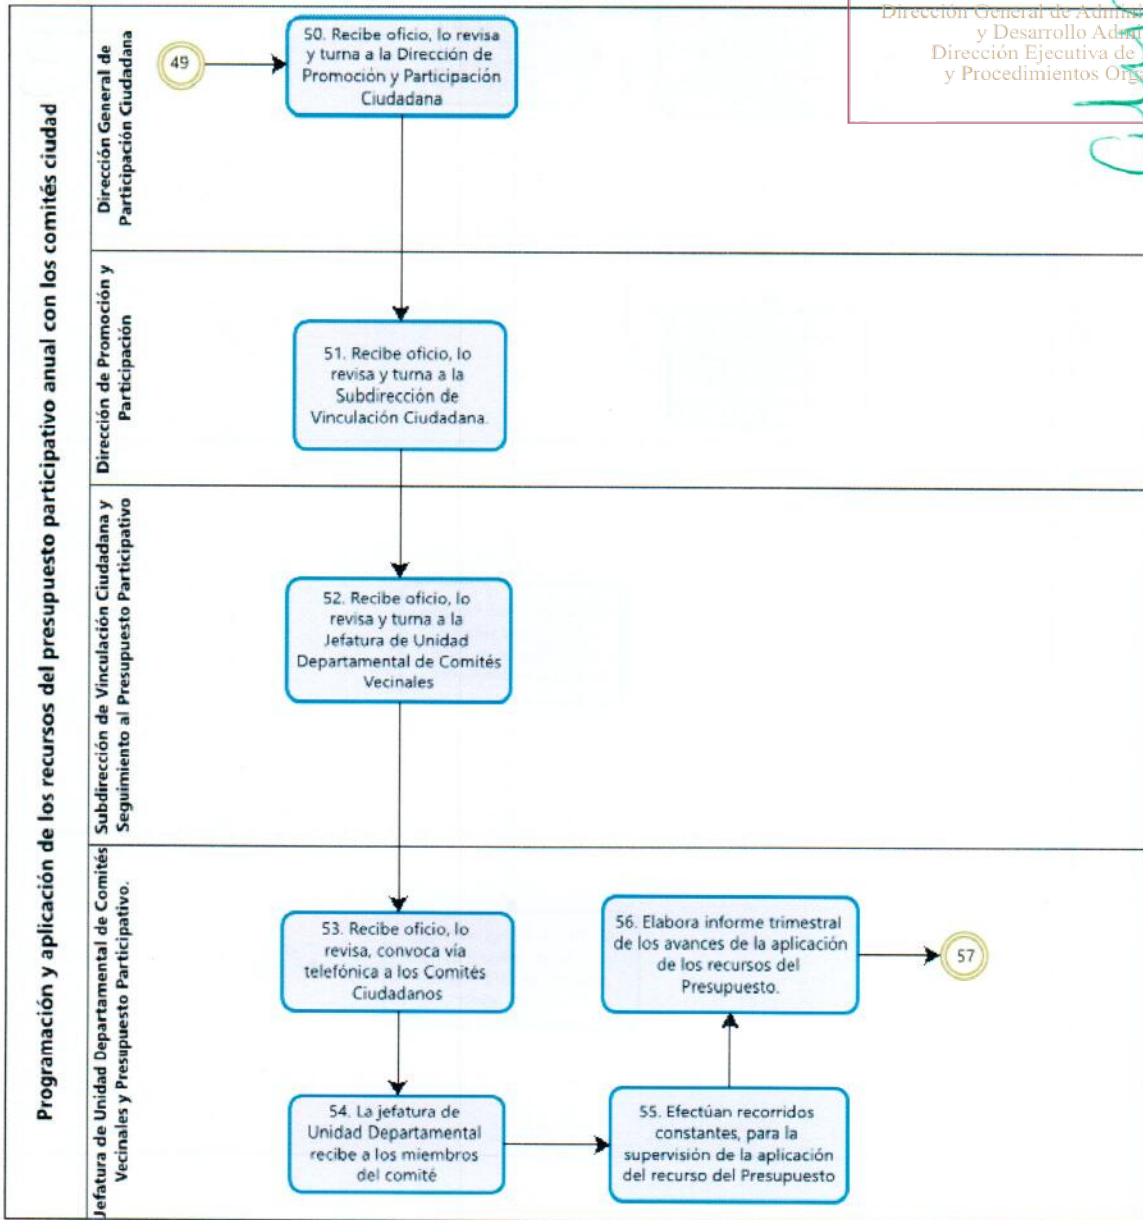 Programación y aplicación de los recursos del presupuesto participativo anual con los comités ciudad
Dirección General de
Participación Ciudadana
49
50. Recibe oficio, lo revisa
y turna a la Dirección de
Promoción y Participación
Ciudadana
Dirección General de Admini
y Desarrollo Admi
Dirección Ejecutiva de
y Procedimientos Orga
Dirección de Promoción y
Participación
51. Recibe oficio, lo
revisa y turna a la
Subdirección de
Vinculación Ciudadana.
Subdirección de Vinculación Ciudadana y
Seguimiento al Presupuesto Participativo
52. Recibe oficio, lo
revisa y turna a la
Jefatura de Unidad
Departamental de Comités
Vecinales
Jefatura de Unidad Departamental de Comités
Vecinales y Presupuesto Participativo.
53. Recibe oficio, lo
revisa, convoca vía
telefónica a los Comités
Ciudadanos
54. La jefatura de
Unidad Departamental
recibe a los miembros
del comité
55. Efectúan recorridos
constantes, para la
supervisión de la aplicación
del recurso del Presupuesto
56. Elabora informe trimestral
de los avances de la aplicación
de los recursos del
Presupuesto.
57